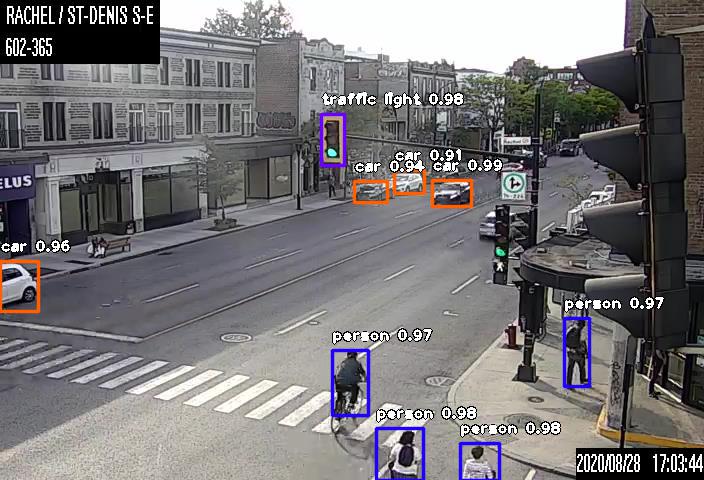 RACHEL / ST-DENIS S-E
602-365
traffic light 0.98
car 0.91
car 0.94
car 0.99
ELUS
car 0.96
person 0.97
person 0.97
person 0.98
person 0.98
2020/08/28 17:03:44